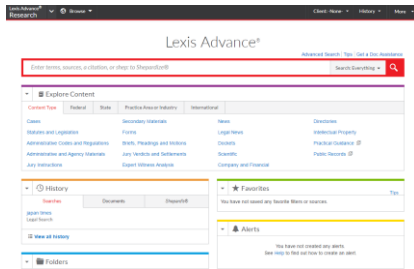 Lexis Advance®
Research
Browse
Client: -None-
History
More
Lexis Advance®
Advanced Search | Tips | Get a Doc Assistance
Enter terms, sources, a citation, or shep: to Shepardize®
Search: Everything
Explore Content
Content Type Federal State Practice Area or Industry International
Cases Secondary Materials News Directories
Statutes and Legislation Forms Legal News Intellectual Property
Administrative Codes and Regulations Briefs, Pleadings and Motions Dockets Practical Guidance
Administrative and Agency Materials Jury Verdicts and Settlements Scientific Public Records
Jury Instructions Expert Witness Analysis Company and Financial
History
Searches Documents Shepard's®
japan times
Legal Search
View all history
Folders
Favorites
Tips
You have not saved any favorite filters or sources.
Alerts
You have not created any alerts.
See Help to find out how to create an alert.